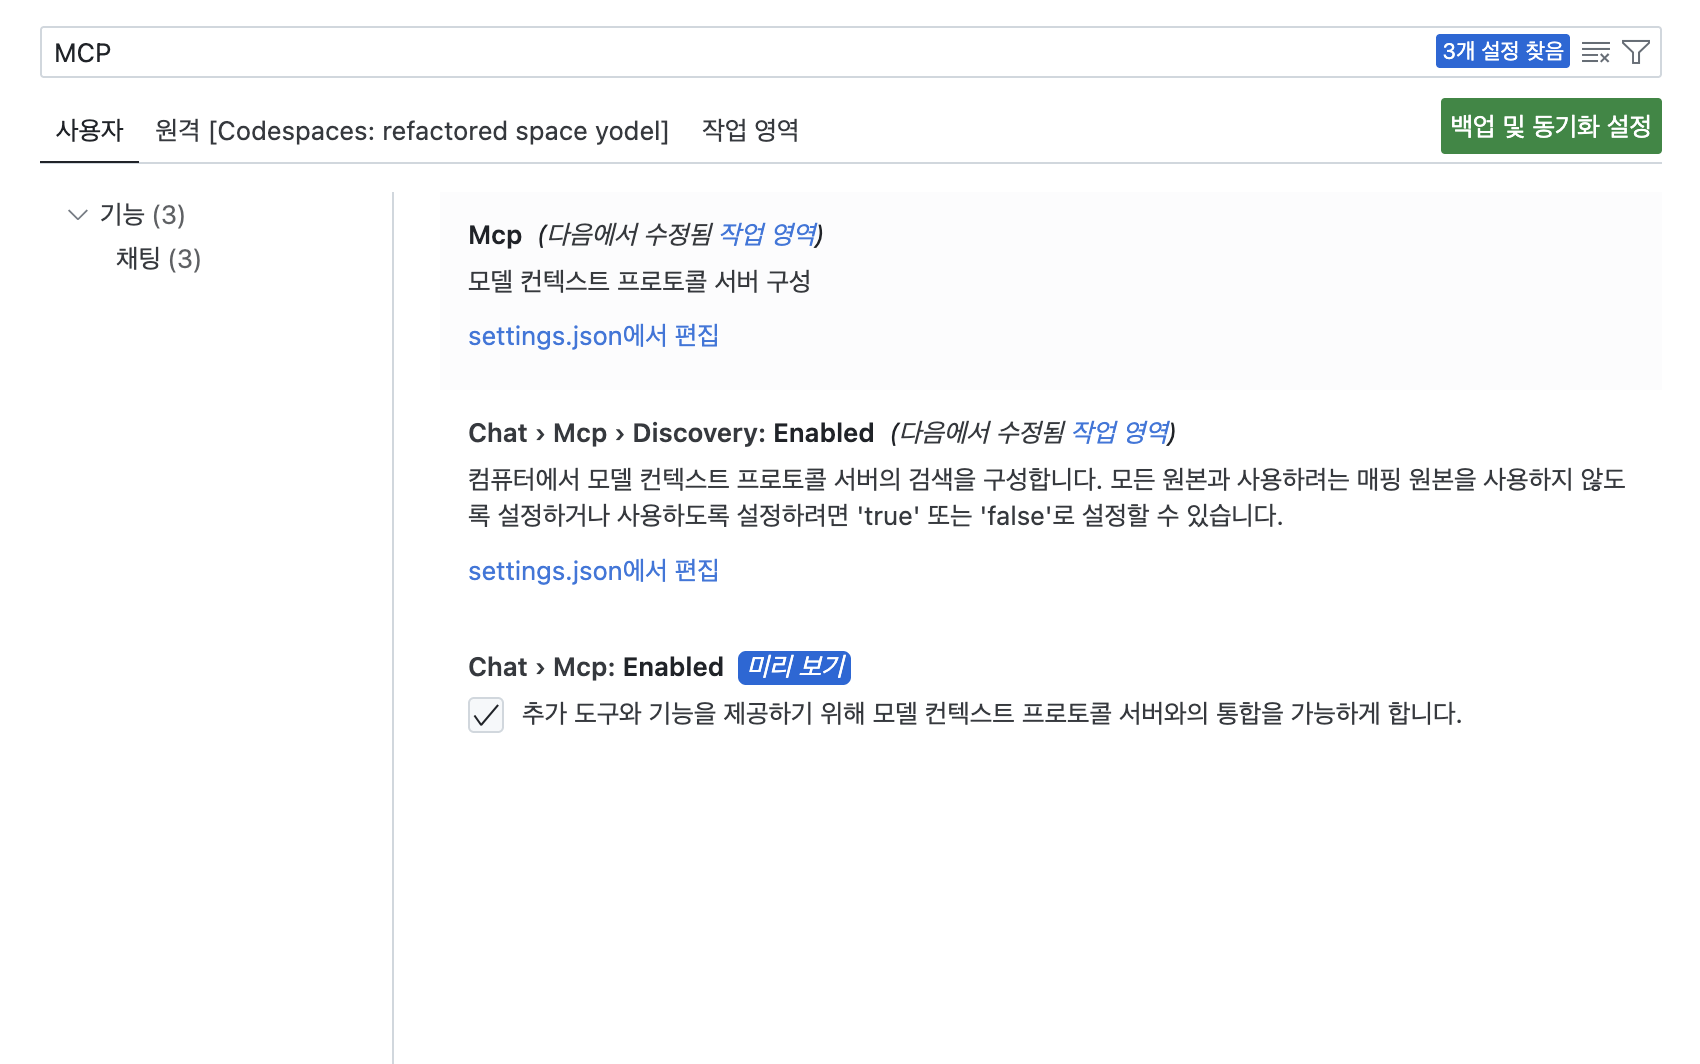 MCP
3개 설정 찾음
사용자
원격 [Codespaces: refactored space yodel]
작업 영역
백업 및 동기화 설정
기능 (3)
채팅 (3)
Mcp (다음에서 수정됨 작업 영역)
모델 컨텍스트 프로토콜 서버 구성
settings.json에서 편집
Chat › Mcp › Discovery: Enabled (다음에서 수정됨 작업 영역)
컴퓨터에서 모델 컨텍스트 프로토콜 서버의 검색을 구성합니다. 모든 원본과 사용하려는 매핑 원본을 사용하지 않도
록 설정하거나 사용하도록 설정하려면 'true' 또는 'false'로 설정할 수 있습니다.
settings.json에서 편집
Chat › Mcp: Enabled 미리 보기
추가 도구와 기능을 제공하기 위해 모델 컨텍스트 프로토콜 서버와의 통합을 가능하게 합니다.